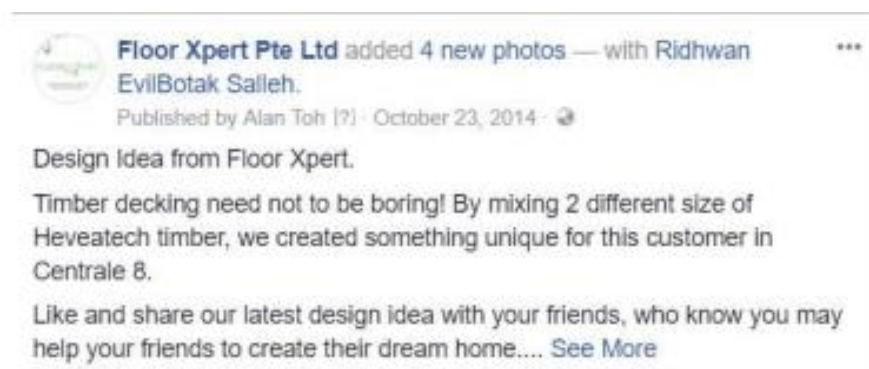 Floor Xpert Pte Ltd added 4 new photos — with Ridhwan
EvilBotak Salleh.
Published by Alan Toh [?] · October 23, 2014 ·
Design Idea from Floor Xpert.
Timber decking need not to be boring! By mixing 2 different size of
Heveatech timber, we created something unique for this customer in
Centrale 8.
Like and share our latest design idea with your friends, who know you may
help your friends to create their dream home.... See More